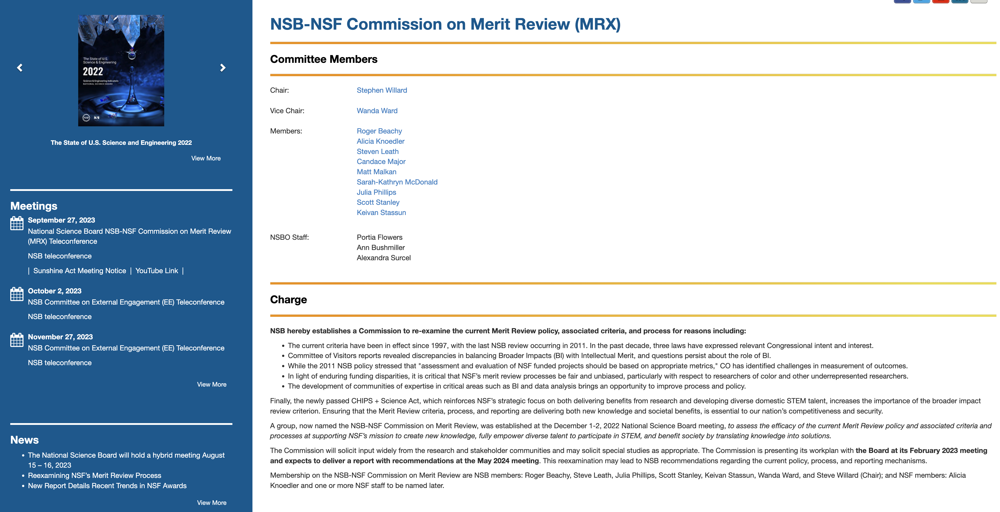 The State of U.S.
Science & Engineering
2022
Science & Engineering Indicators
NATIONAL SCIENCE BOARD
The State of U.S. Science and Engineering 2022
View More
Meetings
September 27, 2023
National Science Board NSB-NSF Commission on Merit Review
(MRX) Teleconference
NSB teleconference
| Sunshine Act Meeting Notice | YouTube Link |
October 2, 2023
NSB Committee on External Engagement (EE) Teleconference
NSB teleconference
November 27, 2023
NSB Committee on External Engagement (EE) Teleconference
NSB teleconference
View More
News
• The National Science Board will hold a hybrid meeting August
15 – 16, 2023
• Reexamining NSF’s Merit Review Process
• New Report Details Recent Trends in NSF Awards
View More
NSB-NSF Commission on Merit Review (MRX)
Committee Members
Chair: Stephen Willard
Vice Chair: Wanda Ward
Members: Roger Beachy
Alicia Knoedler
Steven Leath
Candace Major
Matt Malkan
Sarah-Kathryn McDonald
Julia Phillips
Scott Stanley
Keivan Stassun
NSBO Staff: Portia Flowers
Ann Bushmiller
Alexandra Surcel
Charge
NSB hereby establishes a Commission to re-examine the current Merit Review policy, associated criteria, and process for reasons including:
• The current criteria have been in effect since 1997, with the last NSB review occurring in 2011. In the past decade, three laws have expressed relevant Congressional intent and interest.
• Committee of Visitors reports revealed discrepancies in balancing Broader Impacts (BI) with Intellectual Merit, and questions persist about the role of BI.
• While the 2011 NSB policy stressed that "assessment and evaluation of NSF funded projects should be based on appropriate metrics," CO has identified challenges in measurement of outcomes.
• In light of enduring funding disparities, it is critical that NSF’s merit review processes be fair and unbiased, particularly with respect to researchers of color and other underrepresented researchers.
• The development of communities of expertise in critical areas such as BI and data analysis brings an opportunity to improve process and policy.
Finally, the newly passed CHIPS + Science Act, which reinforces NSF’s strategic focus on both delivering benefits from research and developing diverse domestic STEM talent, increases the importance of the broader impact
review criterion. Ensuring that the Merit Review criteria, process, and reporting are delivering both new knowledge and societal benefits, is essential to our nation’s competitiveness and security.
A group, now named the NSB-NSF Commission on Merit Review, was established at the December 1-2, 2022 National Science Board meeting, to assess the efficacy of the current Merit Review policy and associated criteria and
processes at supporting NSF’s mission to create new knowledge, fully empower diverse talent to participate in STEM, and benefit society by translating knowledge into solutions.
The Commission will solicit input widely from the research and stakeholder communities and may solicit special studies as appropriate. The Commission is presenting its workplan with the Board at its February 2023 meeting
and expects to deliver a report with recommendations at the May 2024 meeting. This reexamination may lead to NSB recommendations regarding the current policy, process, and reporting mechanisms.
Membership on the NSB-NSF Commission on Merit Review are NSB members: Roger Beachy, Steve Leath, Julia Phillips, Scott Stanley, Keivan Stassun, Wanda Ward, and Steve Willard (Chair); and NSF members: Alicia
Knoedler and one or more NSF staff to be named later.